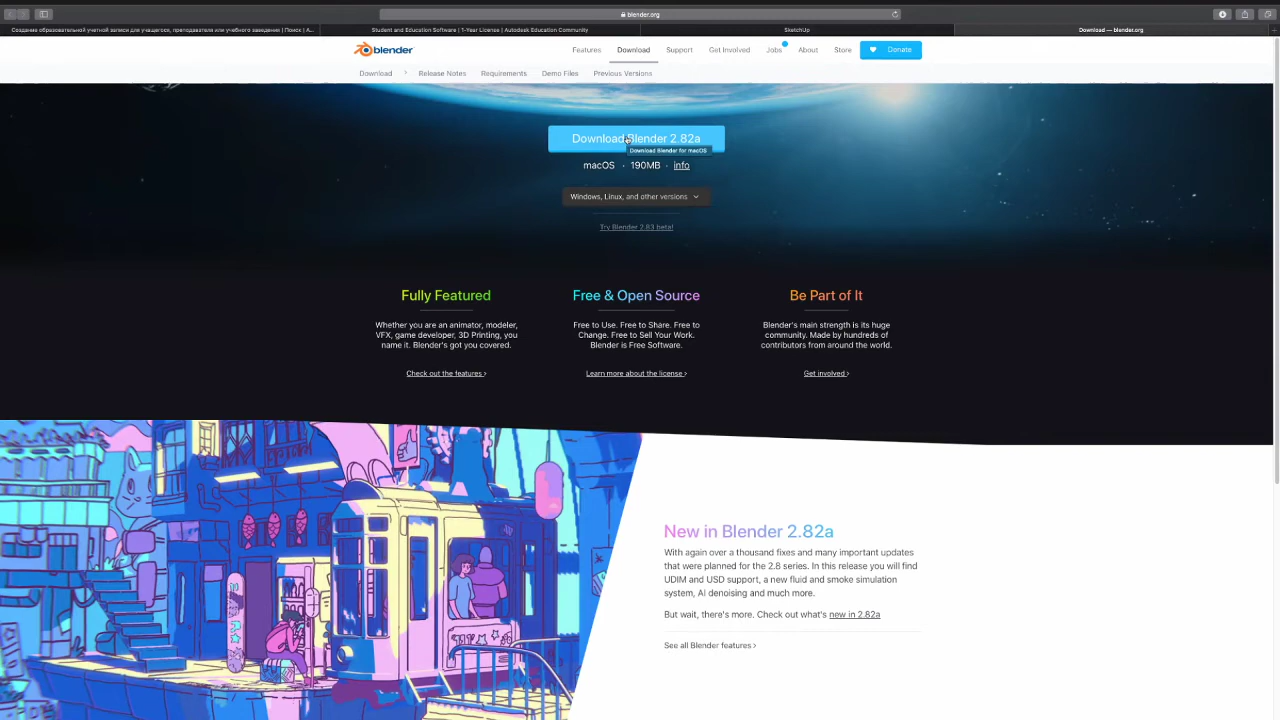 blender.org
Создание образовательной учетной записи для учащегося, преподавателя или учебного заведения | Поиск | A...
Student and Education Software | 1-Year License | Autodesk Education Community
SketchUp
Download — blender.org
blender
Features
Download
Support
Get Involved
Jobs
About
Store
Donate
Download
Release Notes
Requirements
Demo Files
Previous Versions
Download Blender 2.82a
Download Blender for macOS
macOS · 190MB · info
Windows, Linux, and other versions
Try Blender 2.83 beta!
Fully Featured
Whether you are an animator, modeler,
VFX, game developer, 3D Printing, you
name it. Blender's got you covered.
Check out the features ›
Free & Open Source
Free to Use. Free to Share. Free to
Change. Free to Sell Your Work.
Blender is Free Software.
Learn more about the license ›
Be Part of It
Blender's main strength is its huge
community. Made by hundreds of
contributors from around the world.
Get involved ›
New in Blender 2.82a
With again over a thousand fixes and many important updates
that were planned for the 2.8 series. In this release you will find
UDIM and USD support, a new fluid and smoke simulation
system, AI denoising and much more.
But wait, there's more. Check out what's new in 2.82a
See all Blender features ›